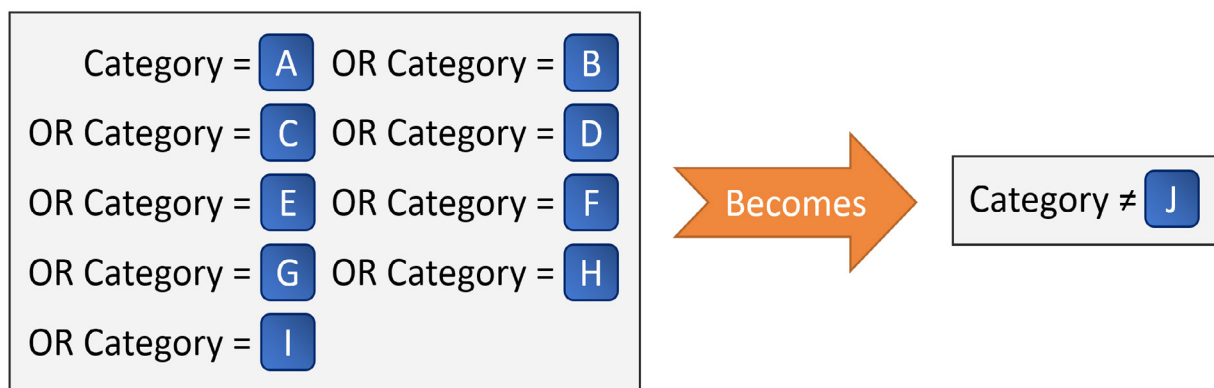 Category = A OR Category = B
OR Category = C OR Category = D
OR Category = E OR Category = F
OR Category = G OR Category = H
OR Category = I
Becomes
Category ≠ J